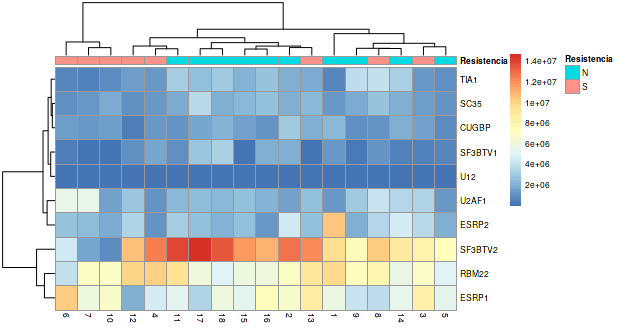 Resistencia
TIA1
SC35
CUGBP
SF3BTV1
U12
U2AF1
ESRP2
SF3BTV2
RBM22
ESRP1
6 7 10 12 4 11 17 18 15 16 2 13 1 9 8 14 3 5
1.4e+07
1.2e+07
1e+07
8e+06
6e+06
4e+06
2e+06
Resistencia
N
S